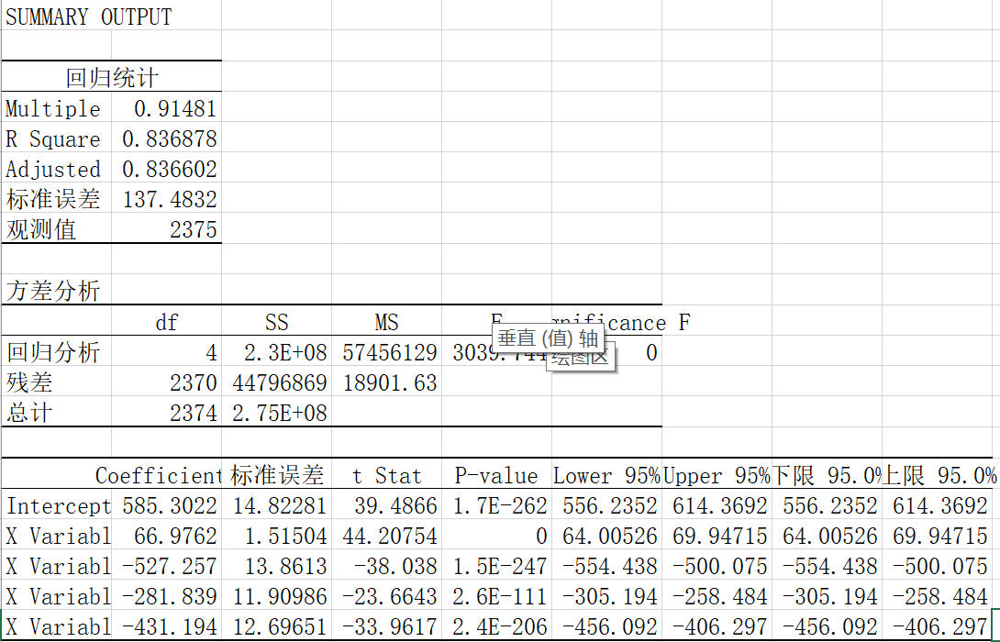 SUMMARY OUTPUT
回归统计
Multiple 0.91481
R Square 0.836878
Adjusted 0.836602
标准误差 137.4832
观测值 2375
方差分析
df SS MS F gnificance F
回归分析 4 2.3E+08 57456129 3039.744 0
垂直 (值) 轴
绘图区
残差 2370 44796869 18901.63
总计 2374 2.75E+08
Coefficient 标准误差 t Stat P-value Lower 95% Upper 95% 下限 95.0% 上限 95.0%
Intercept 585.3022 14.82281 39.4866 1.7E-262 556.2352 614.3692 556.2352 614.3692
X Variabl 66.9762 1.51504 44.20754 0 64.00526 69.94715 64.00526 69.94715
X Variabl -527.257 13.8613 -38.038 1.5E-247 -554.438 -500.075 -554.438 -500.075
X Variabl -281.839 11.90986 -23.6643 2.6E-111 -305.194 -258.484 -305.194 -258.484
X Variabl -431.194 12.69651 -33.9617 2.4E-206 -456.092 -406.297 -456.092 -406.297